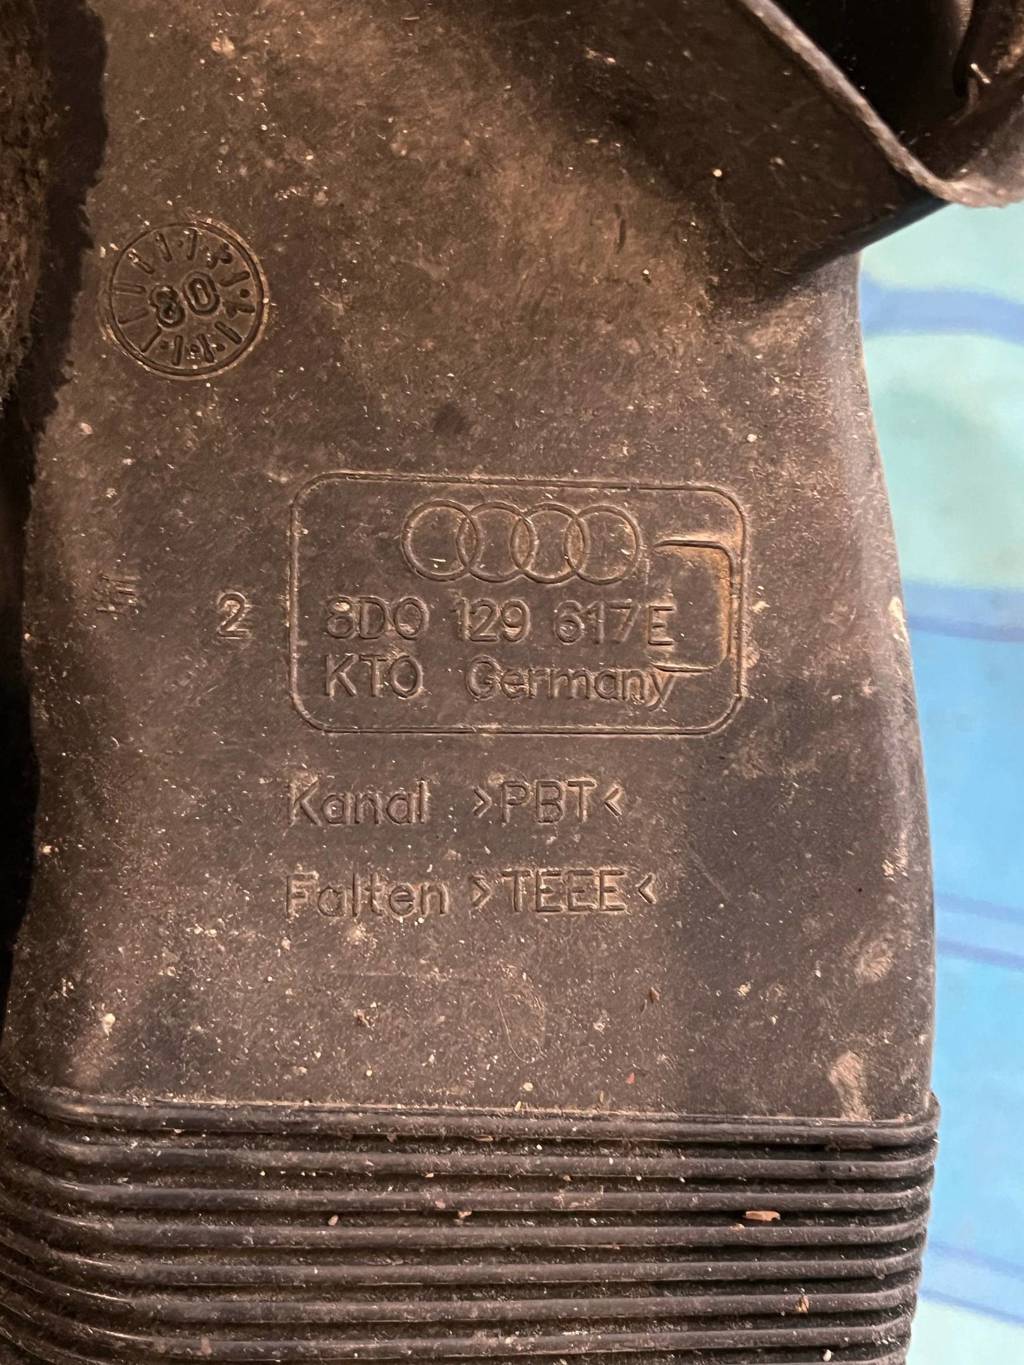 80
2
8D0 129 617 E
KTO Germany
Kanal >PBT<
Falten >TEEE<